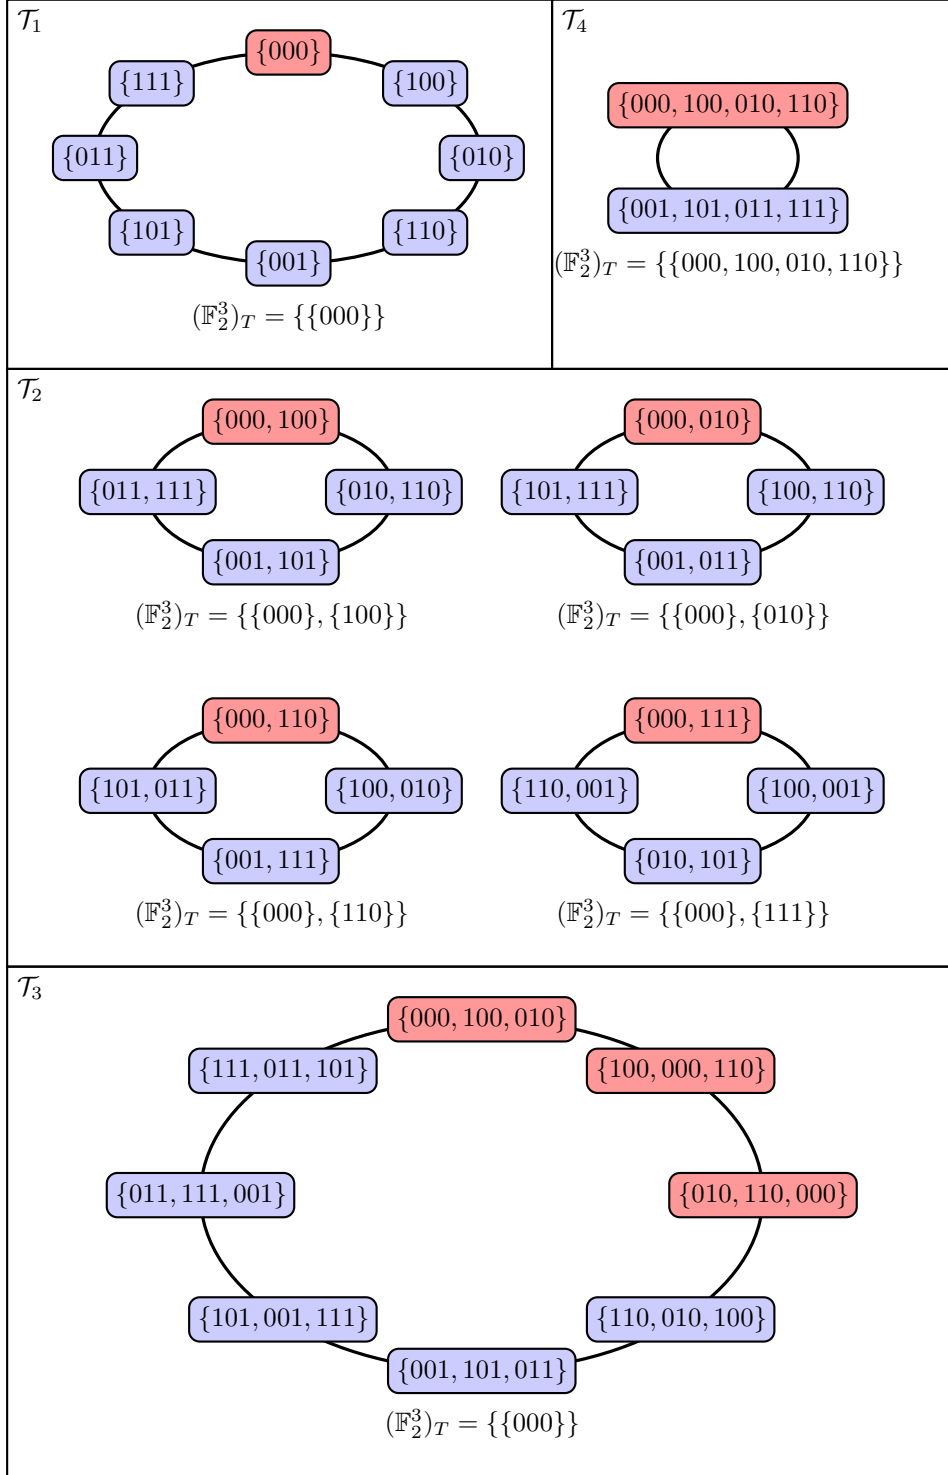 𝒯₁
{000}
{111} {100}
{011} {010}
{101} {110}
{001}
(𝔽₂³)_T = {{000}}
𝒯₄
{000, 100, 010, 110}
{001, 101, 011, 111}
(𝔽₂³)_T = {{000, 100, 010, 110}}
𝒯₂
{000, 100}
{011, 111} {010, 110}
{001, 101}
(𝔽₂³)_T = {{000}, {100}}
{000, 010}
{101, 111} {100, 110}
{001, 011}
(𝔽₂³)_T = {{000}, {010}}
{000, 110}
{101, 011} {100, 010}
{001, 111}
(𝔽₂³)_T = {{000}, {110}}
{000, 111}
{110, 001} {100, 001}
{010, 101}
(𝔽₂³)_T = {{000}, {111}}
𝒯₃
{000, 100, 010}
{111, 011, 101} {100, 000, 110}
{011, 111, 001} {010, 110, 000}
{101, 001, 111} {110, 010, 100}
{001, 101, 011}
(𝔽₂³)_T = {{000}}